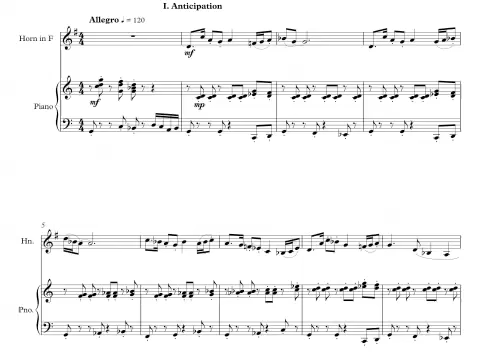 I. Anticipation
Allegro ♩ = 120
Horn in F
mf
Piano
mf
mp
5
Hn.
Pno.